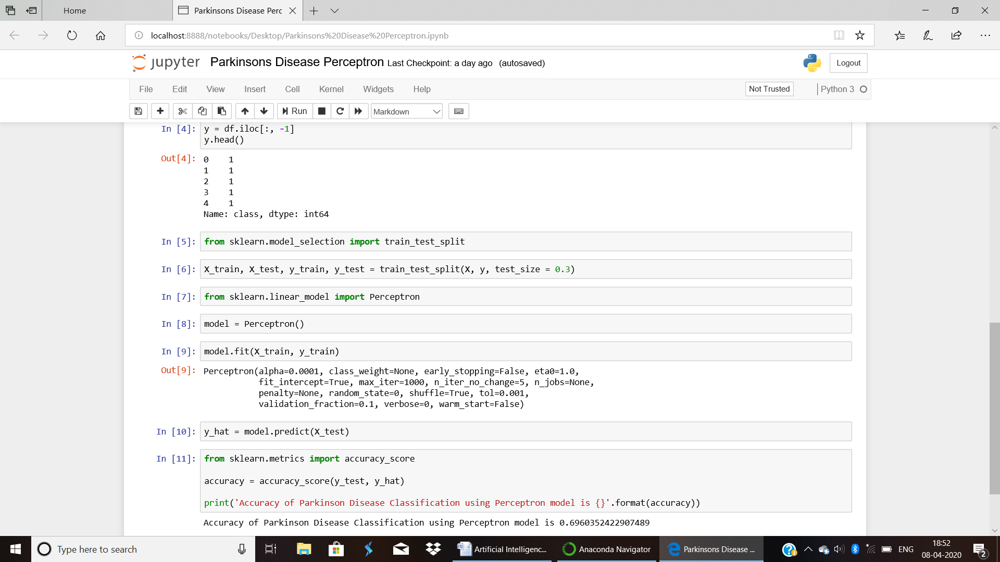 Home
Parkinsons Disease Perc
localhost:8888/notebooks/Desktop/Parkinsons%20Disease%20Perceptron.ipynb
jupyter Parkinsons Disease Perceptron Last Checkpoint: a day ago (autosaved)
Logout
File Edit View Insert Cell Kernel Widgets Help
Not Trusted
Python 3
Run
Markdown
In [4]: y = df.iloc[:, -1]
y.head()
Out[4]: 0 1
1 1
2 1
3 1
4 1
Name: class, dtype: int64
In [5]: from sklearn.model_selection import train_test_split
In [6]: X_train, X_test, y_train, y_test = train_test_split(X, y, test_size = 0.3)
In [7]: from sklearn.linear_model import Perceptron
In [8]: model = Perceptron()
In [9]: model.fit(X_train, y_train)
Out[9]: Perceptron(alpha=0.0001, class_weight=None, early_stopping=False, eta0=1.0,
fit_intercept=True, max_iter=1000, n_iter_no_change=5, n_jobs=None,
penalty=None, random_state=0, shuffle=True, tol=0.001,
validation_fraction=0.1, verbose=0, warm_start=False)
In [10]: y_hat = model.predict(X_test)
In [11]: from sklearn.metrics import accuracy_score
accuracy = accuracy_score(y_test, y_hat)
print('Accuracy of Parkinson Disease Classification using Perceptron model is {}'.format(accuracy))
Accuracy of Parkinson Disease Classification using Perceptron model is 0.6960352422907489
Type here to search
Artificial Intelligenc...
Anaconda Navigator
Parkinsons Disease ...
ENG
18:52
08-04-2020
2